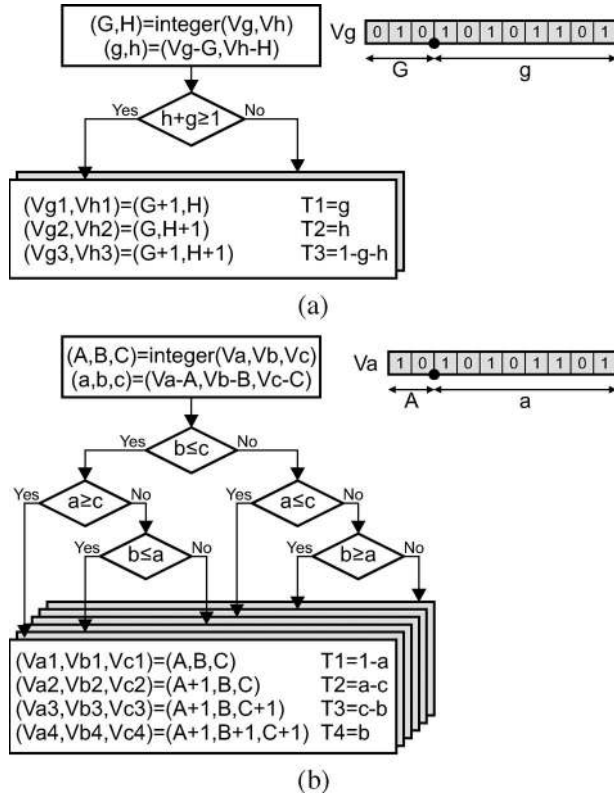 (G,H)=integer(Vg,Vh)
(g,h)=(Vg-G,Vh-H)
Vg 0 1 0 1 0 1 0 1 1 0 1
G g
Yes h+g≥1 No
(Vg1,Vh1)=(G+1,H) T1=g
(Vg2,Vh2)=(G,H+1) T2=h
(Vg3,Vh3)=(G+1,H+1) T3=1-g-h
(a)
(A,B,C)=integer(Va,Vb,Vc)
(a,b,c)=(Va-A,Vb-B,Vc-C)
Va 1 0 1 0 1 0 1 1 0 1
A a
Yes b≤c No
Yes a≥c No Yes a≤c No
Yes b≤a No Yes b≥a No
(Va1,Vb1,Vc1)=(A,B,C) T1=1-a
(Va2,Vb2,Vc2)=(A+1,B,C) T2=a-c
(Va3,Vb3,Vc3)=(A+1,B,C+1) T3=c-b
(Va4,Vb4,Vc4)=(A+1,B+1,C+1) T4=b
(b)